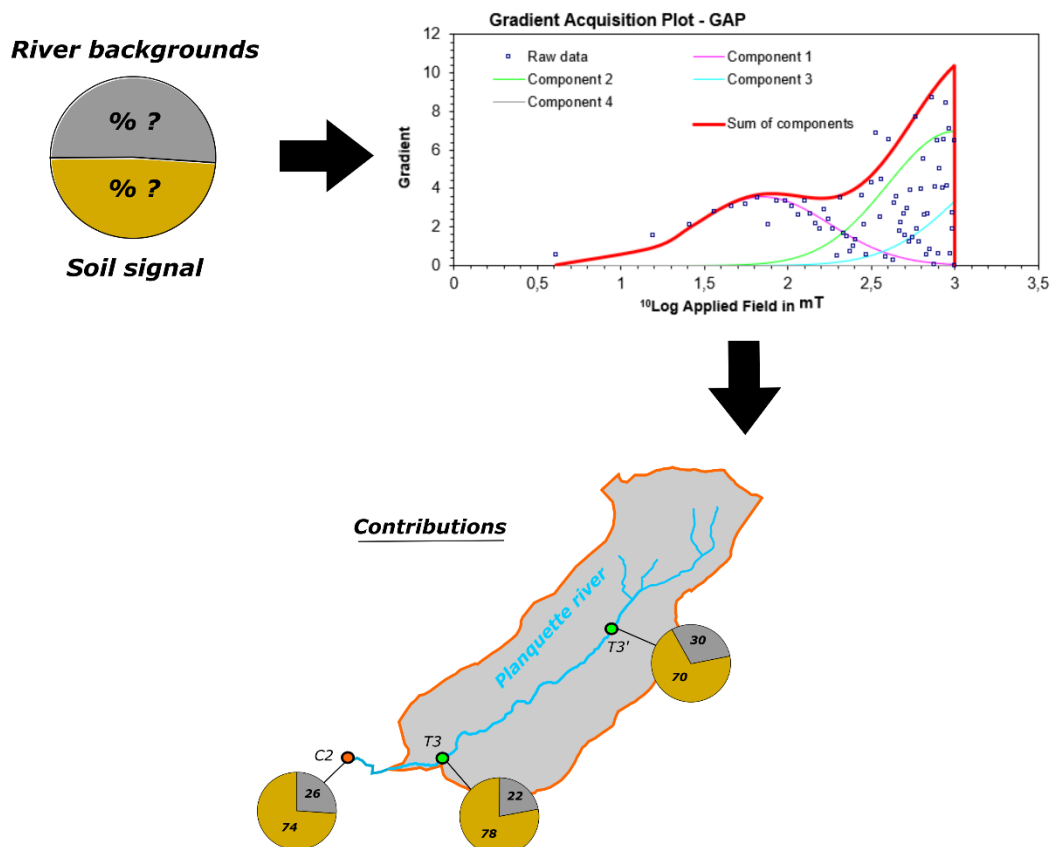 River backgrounds
% ?
% ?
Soil signal
Gradient Acquisition Plot - GAP
Raw data
Component 1
Component 2
Component 3
Component 4
Sum of components
Gradient
12
10
8
6
4
2
0
0
0,5
1
1,5
2
2,5
3
3,5
10Log Applied Field in mT
Contributions
Planquette river
T3'
30
70
T3
C2
26
74
22
78